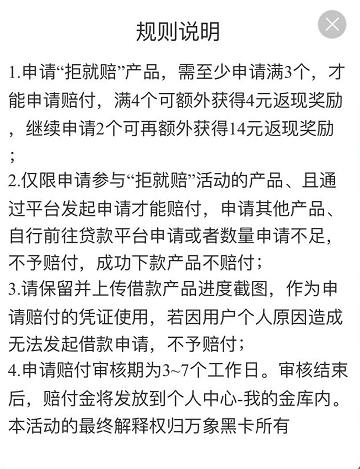 规则说明
1.申请“拒就赔”产品，需至少申请满3个，才
能申请赔付，满4个可额外获得4元返现奖励
，继续申请2个可再额外获得14元返现奖励
；
2.仅限申请参与“拒就赔”活动的产品、且通
过平台发起申请才能赔付，申请其他产品、
自行前往贷款平台申请或者数量申请不足，
不予赔付，成功下款产品不赔付；
3.请保留并上传借款产品进度截图，作为申
请赔付的凭证使用，若因用户个人原因造成
无法发起借款申请，不予赔付；
4.申请赔付审核期为3~7个工作日。审核结束
后，赔付金将发放到个人中心-我的金库内。
本活动的最终解释权归万象黑卡所有